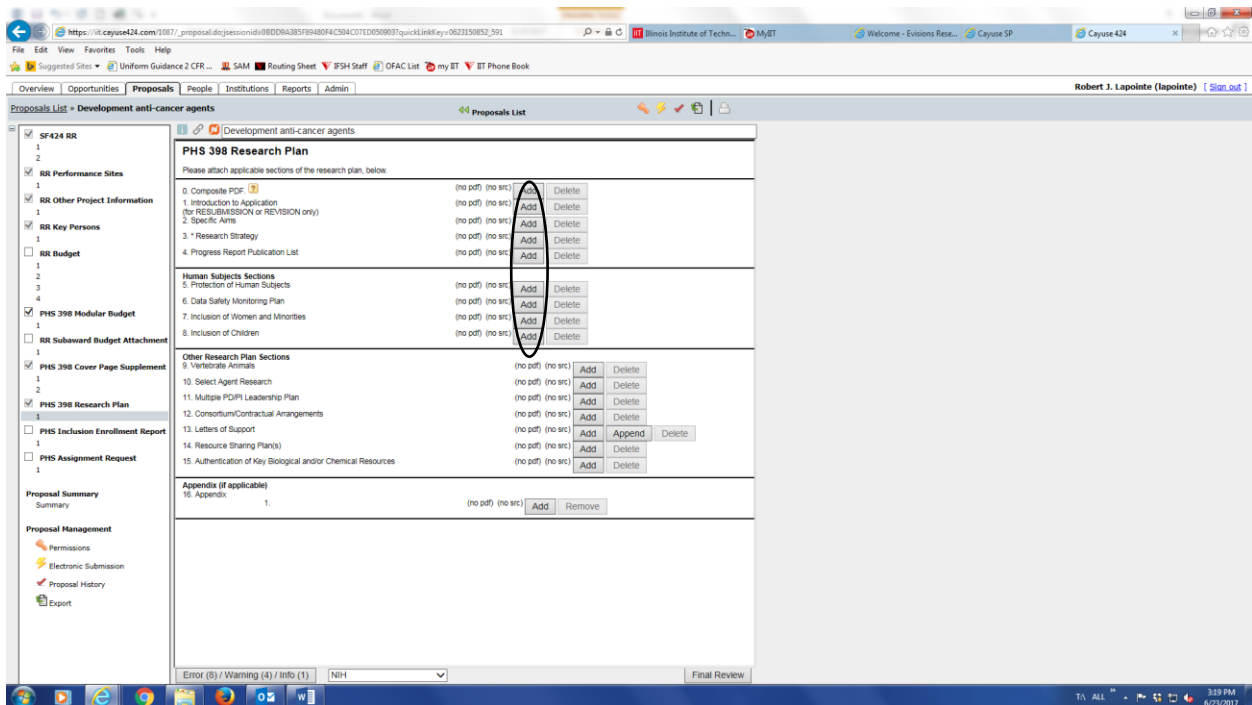 https://iit.cayuse424.com/1087/_proposal.do;jsessionid=0BDD9A385F89480F4C504C07ED050903?quickLinkKey=0623150852_591
Illinois Institute of Techn...
MyIIT
Welcome - Evisions Rese...
Cayuse SP
Cayuse 424
File Edit View Favorites Tools Help
Suggested Sites Uniform Guidance 2 CFR ... SAM Routing Sheet IFSH Staff OFAC List my IIT IIT Phone Book
Overview Opportunities Proposals People Institutions Reports Admin
Robert J. Lapointe (lapointe) [ Sign out ]
Proposals List » Development anti-cancer agents
Proposals List
SF424 RR
1
2
RR Performance Sites
1
RR Other Project Information
1
RR Key Persons
1
RR Budget
1
2
3
4
PHS 398 Modular Budget
1
RR Subaward Budget Attachment
1
PHS 398 Cover Page Supplement
1
2
PHS 398 Research Plan
1
PHS Inclusion Enrollment Report
1
PHS Assignment Request
1
Proposal Summary
Summary
Proposal Management
Permissions
Electronic Submission
Proposal History
Export
Development anti-cancer agents
PHS 398 Research Plan
Please attach applicable sections of the research plan, below.
0. Composite PDF. ? (no pdf) (no src) Add Delete
1. Introduction to Application (no pdf) (no src) Add Delete
(for RESUBMISSION or REVISION only)
2. Specific Aims (no pdf) (no src) Add Delete
3. * Research Strategy (no pdf) (no src) Add Delete
4. Progress Report Publication List (no pdf) (no src) Add Delete
Human Subjects Sections
5. Protection of Human Subjects (no pdf) (no src) Add Delete
6. Data Safety Monitoring Plan (no pdf) (no src) Add Delete
7. Inclusion of Women and Minorities (no pdf) (no src) Add Delete
8. Inclusion of Children (no pdf) (no src) Add Delete
Other Research Plan Sections
9. Vertebrate Animals (no pdf) (no src) Add Delete
10. Select Agent Research (no pdf) (no src) Add Delete
11. Multiple PD/PI Leadership Plan (no pdf) (no src) Add Delete
12. Consortium/Contractual Arrangements (no pdf) (no src) Add Delete
13. Letters of Support (no pdf) (no src) Add Append Delete
14. Resource Sharing Plan(s) (no pdf) (no src) Add Delete
15. Authentication of Key Biological and/or Chemical Resources (no pdf) (no src) Add Delete
Appendix (if applicable)
16. Appendix
1. (no pdf) (no src) Add Remove
Error (8) / Warning (4) / Info (1) NIH Final Review
3:19 PM
6/23/2017